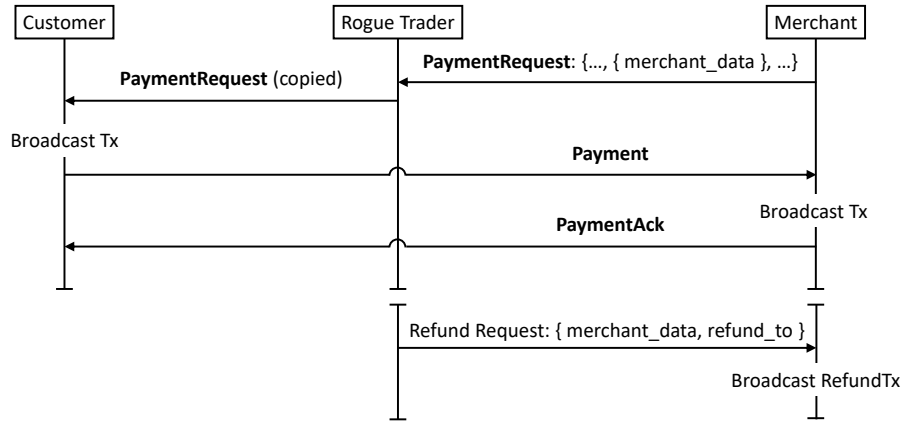 Customer
Rogue Trader
Merchant
PaymentRequest: {…, { merchant_data }, …}
PaymentRequest (copied)
Broadcast Tx
Payment
Broadcast Tx
PaymentAck
Refund Request: { merchant_data, refund_to }
Broadcast RefundTx